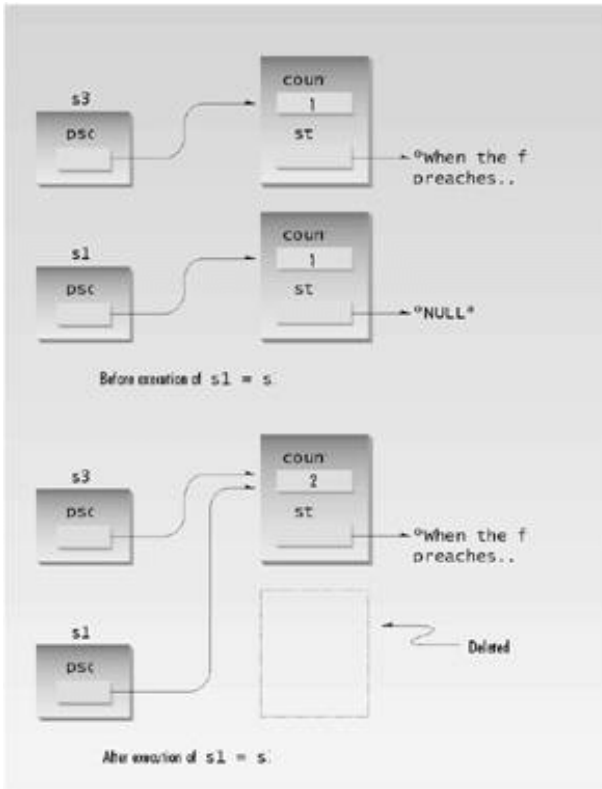 s3
psc
coun
1
st
"When the f
preaches..
s1
psc
coun
1
st
"NULL"
Before execution of s1 = s
s3
psc
coun
2
st
"When the f
preaches..
s1
psc
Deleted
After execution of s1 = s